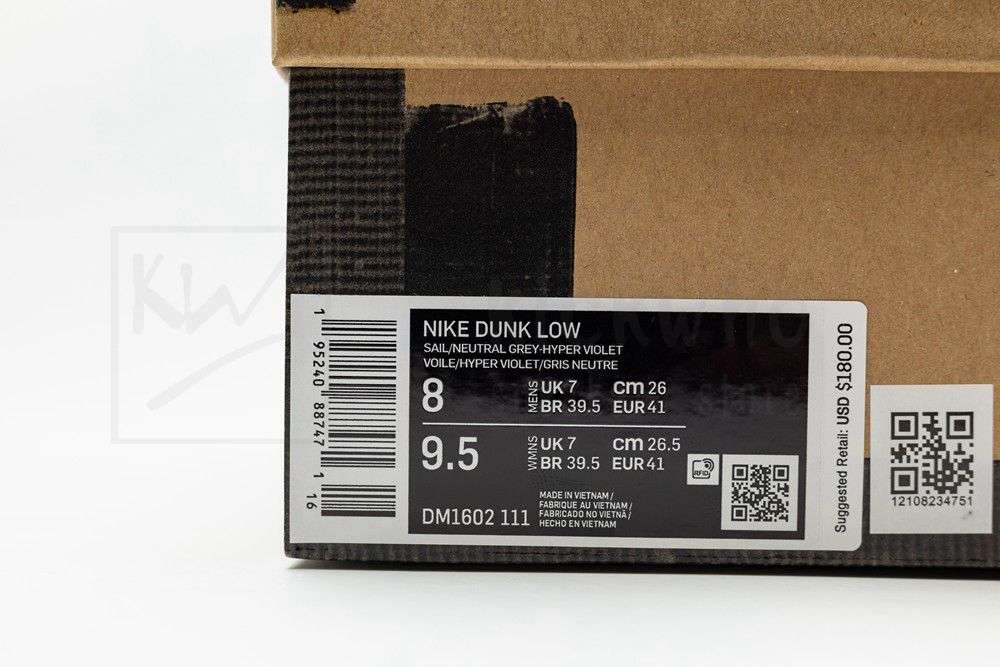 KW
NIKE DUNK LOW
SAIL/NEUTRAL GREY-HYPER VIOLET
VOILE/HYPER VIOLET/GRIS NEUTRE
8 MENS UK 7 cm 26
BR 39.5 EUR 41
9.5 WMNS UK 7 cm 26.5
BR 39.5 EUR 41
RFID
DM1602 111
MADE IN VIETNAM /
FABRIQUE AU VIETNAM /
FABRICADO NO VIETNÃ /
HECHO EN VIETNAM
1 95240 88747 1 16
Suggested Retail: USD $180.00
12108234751